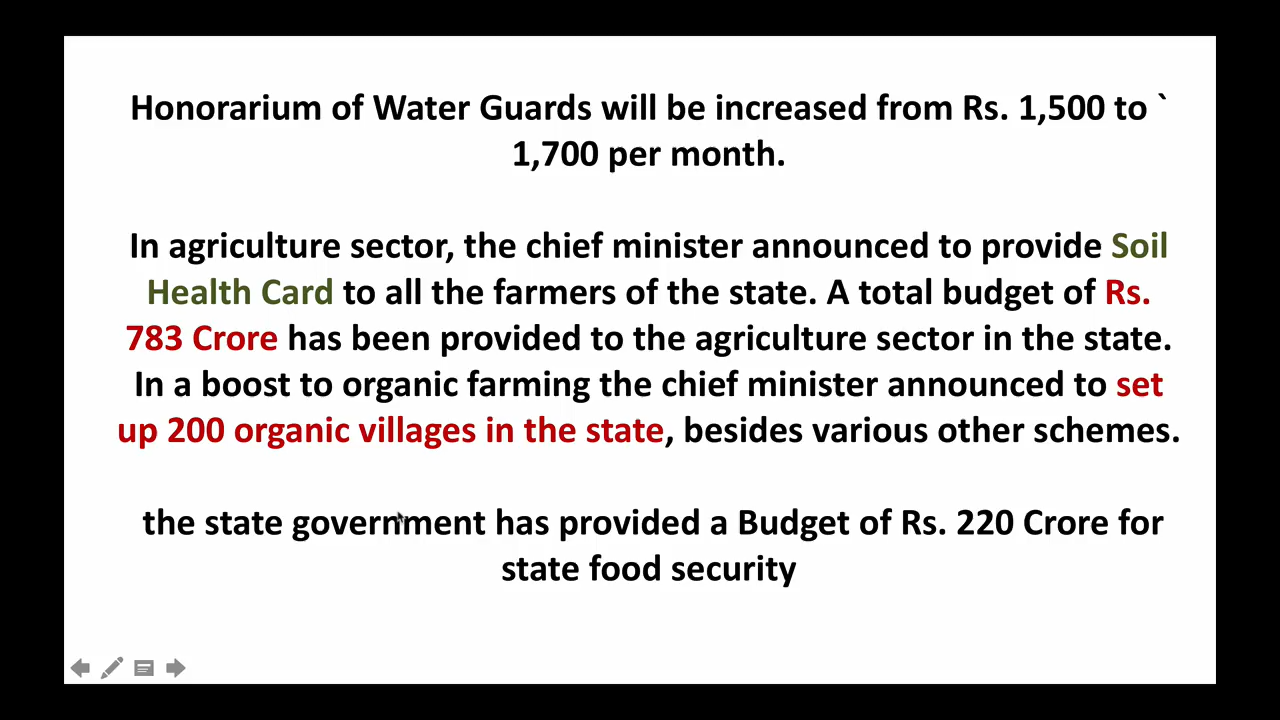 Honorarium of Water Guards will be increased from Rs. 1,500 to `
1,700 per month.
In agriculture sector, the chief minister announced to provide Soil
Health Card to all the farmers of the state. A total budget of Rs.
783 Crore has been provided to the agriculture sector in the state.
In a boost to organic farming the chief minister announced to set
up 200 organic villages in the state, besides various other schemes.
the state government has provided a Budget of Rs. 220 Crore for
state food security